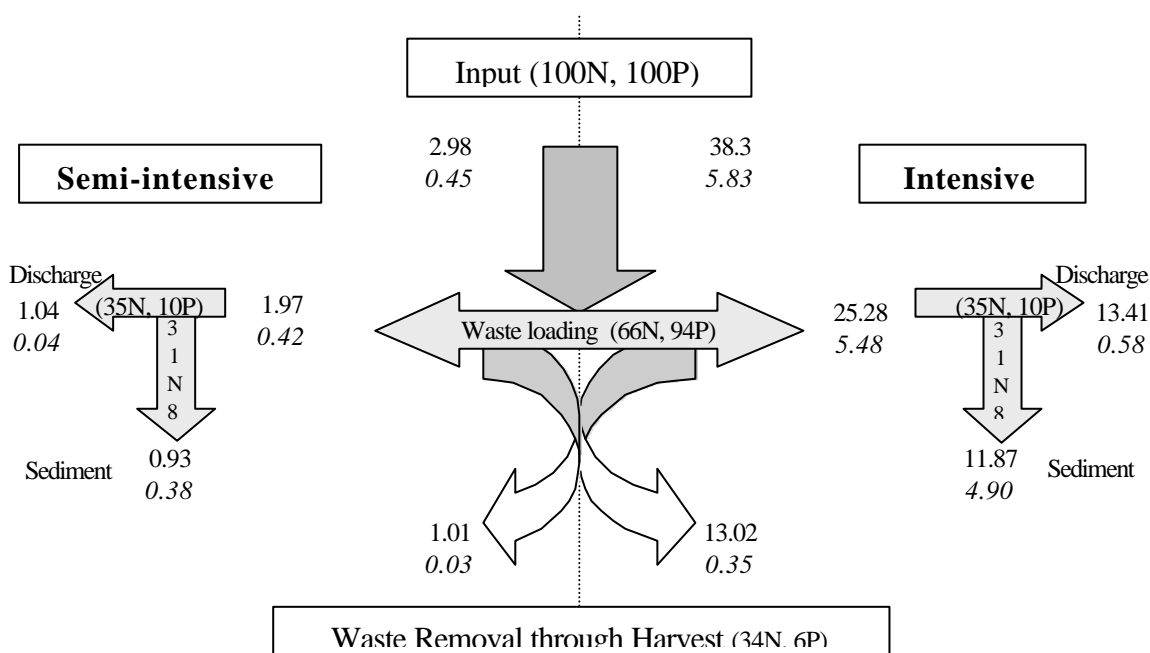 Input (100N, 100P)
2.98
0.45
38.3
5.83
Semi-intensive
Intensive
Discharge
1.04
0.04
(35N, 10P)
1.97
0.42
3
1
N
8
Sediment
0.93
0.38
Waste loading (66N, 94P)
25.28
5.48
(35N, 10P)
Discharge
13.41
0.58
3
1
N
8
11.87
4.90
Sediment
1.01
0.03
13.02
0.35
Waste Removal through Harvest (34N, 6P)